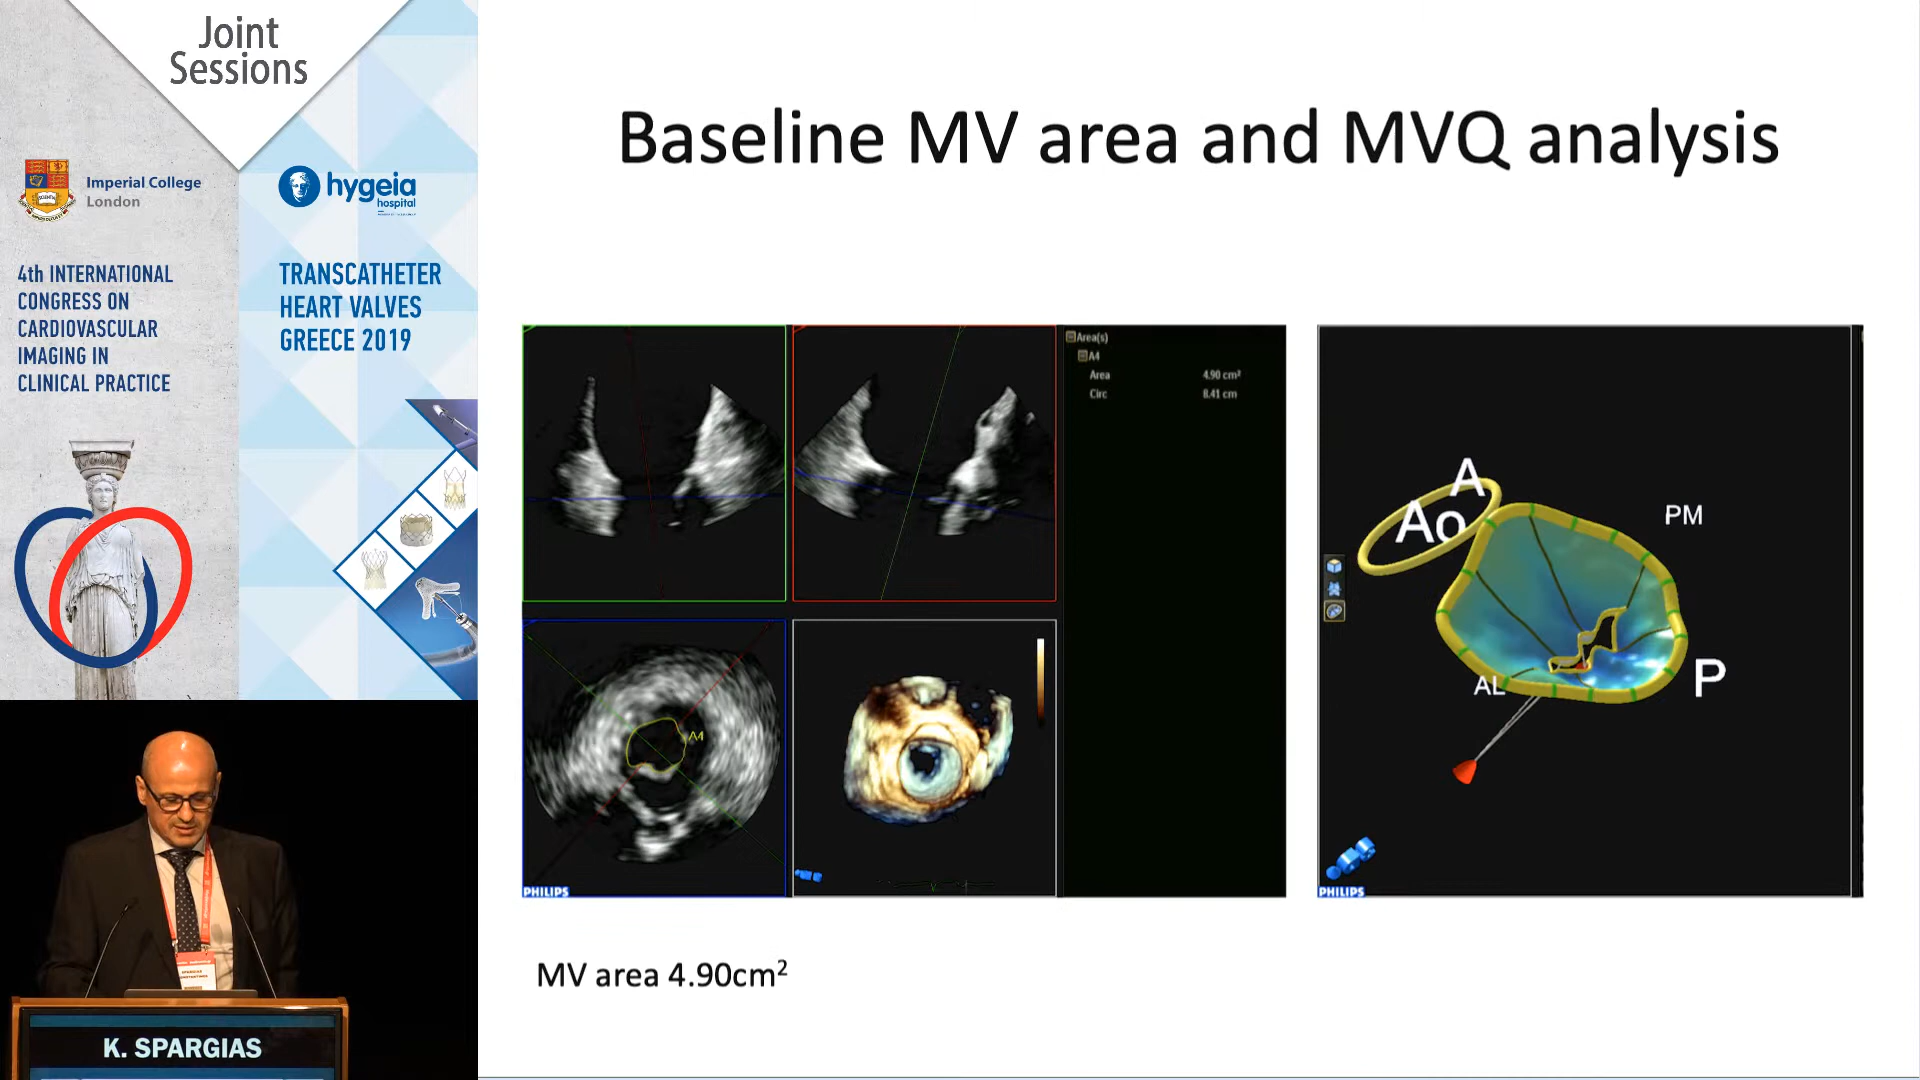 Joint
Sessions
Imperial College
London
hygeia
hospital
4th INTERNATIONAL
CONGRESS ON
CARDIOVASCULAR
IMAGING IN
CLINICAL PRACTICE
TRANSCATHETER
HEART VALVES
GREECE 2019
K. SPARGIAS
Baseline MV area and MVQ analysis
Area(s)
A4
Area 4.90 cm²
Circ 8.41 cm
A4
PHILIPS
A
Ao
PM
AL
P
PHILIPS
MV area 4.90cm²